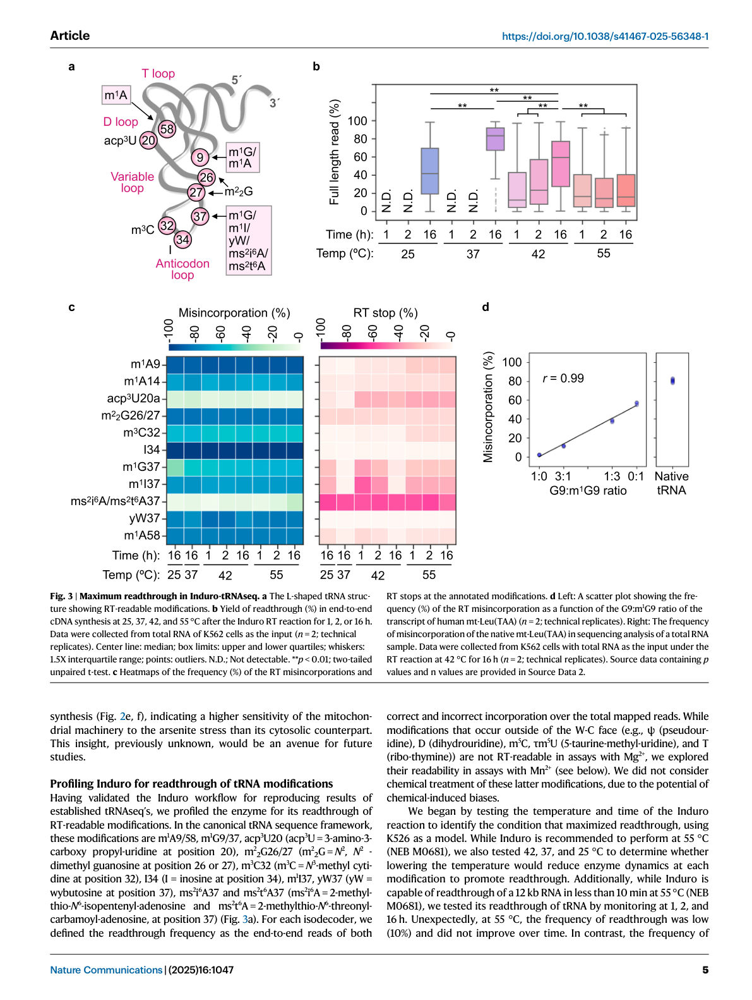 Article
https://doi.org/10.1038/s41467-025-56348-1
a
T loop
5´
3´
m¹A
D loop
58
acp³U
20
9
m¹G/
m¹A
Variable
loop
26
27
m²₂G
37
m¹G/
m¹I/
yW/
ms²i⁶A/
ms²t⁶A
m³C
32
34
I
Anticodon
loop
b
Full length read (%)
100
80
60
40
20
0
** ** ** ** **
N.D. N.D. N.D. N.D.
Time (h): 1 2 16 1 2 16 1 2 16 1 2 16
Temp (ºC): 25 37 42 55
c
Misincorporation (%)
100 80 60 40 20 0
RT stop (%)
100 80 60 40 20 0
m¹A9
m¹A14
acp³U20a
m²₂G26/27
m³C32
I34
m¹G37
m¹I37
ms²i⁶A/ms²t⁶A37
yW37
m¹A58
Time (h): 16 16 1 2 16 1 2 16 16 16 1 2 16 1 2 16
Temp (ºC): 25 37 42 55 25 37 42 55
d
Misincorporation (%)
100
80
60
40
20
0
r = 0.99
1:0 3:1 1:3 0:1 Native
G9:m¹G9 ratio tRNA
Fig. 3 | Maximum readthrough in Induro-tRNAseq. a The L-shaped tRNA struc-
ture showing RT-readable modifications. b Yield of readthrough (%) in end-to-end
cDNA synthesis at 25, 37, 42, and 55 °C after the Induro RT reaction for 1, 2, or 16 h.
Data were collected from total RNA of K562 cells as the input (n = 2; technical
replicates). Center line: median; box limits: upper and lower quartiles; whiskers:
1.5X interquartile range; points: outliers. N.D.; Not detectable. **p < 0.01; two-tailed
unpaired t-test. c Heatmaps of the frequency (%) of the RT misincorporations and
RT stops at the annotated modifications. d Left: A scatter plot showing the fre-
quency (%) of the RT misincorporation as a function of the G9:m¹G9 ratio of the
transcript of human mt-Leu(TAA) (n = 2; technical replicates). Right: The frequency
of misincorporation of the native mt-Leu(TAA) in sequencing analysis of a total RNA
sample. Data were collected from K562 cells with total RNA as the input under the
RT reaction at 42 °C for 16 h (n = 2; technical replicates). Source data containing p
values and n values are provided in Source Data 2.
synthesis (Fig. 2e, f), indicating a higher sensitivity of the mitochon-
drial machinery to the arsenite stress than its cytosolic counterpart.
This insight, previously unknown, would be an avenue for future
studies.
Profiling Induro for readthrough of tRNA modifications
Having validated the Induro workflow for reproducing results of
established tRNAseq's, we profiled the enzyme for its readthrough of
RT-readable modifications. In the canonical tRNA sequence framework,
these modifications are m¹A9/58, m¹G9/37, acp³U20 (acp³U = 3-amino-3-
carboxy propyl-uridine at position 20), m²₂G26/27 (m²₂G = N², N² -
dimethyl guanosine at position 26 or 27), m³C32 (m³C = N³-methyl cyti-
dine at position 32), I34 (I = inosine at position 34), m¹I37, yW37 (yW =
wybutosine at position 37), ms²i⁶A37 and ms²t⁶A37 (ms²i⁶A = 2-methyl-
thio-N⁶-isopentenyl-adenosine and ms²t⁶A = 2-methylthio-N⁶-threonyl-
carbamoyl-adenosine, at position 37) (Fig. 3a). For each isodecoder, we
defined the readthrough frequency as the end-to-end reads of both
correct and incorrect incorporation over the total mapped reads. While
modifications that occur outside of the W-C face (e.g., ψ (pseudour-
idine), D (dihydrouridine), m⁵C, τm⁵U (5-taurine-methyl-uridine), and T
(ribo-thymine)) are not RT-readable in assays with Mg²⁺, we explored
their readability in assays with Mn²⁺ (see below). We did not consider
chemical treatment of these latter modifications, due to the potential of
chemical-induced biases.
We began by testing the temperature and time of the Induro
reaction to identify the condition that maximized readthrough, using
K526 as a model. While Induro is recommended to perform at 55 °C
(NEB M0681), we also tested 42, 37, and 25 °C to determine whether
lowering the temperature would reduce enzyme dynamics at each
modification to promote readthrough. Additionally, while Induro is
capable of readthrough of a 12 kb RNA in less than 10 min at 55 °C (NEB
M0681), we tested its readthrough of tRNA by monitoring at 1, 2, and
16 h. Unexpectedly, at 55 °C, the frequency of readthrough was low
(10%) and did not improve over time. In contrast, the frequency of
Nature Communications | (2025)16:1047
5